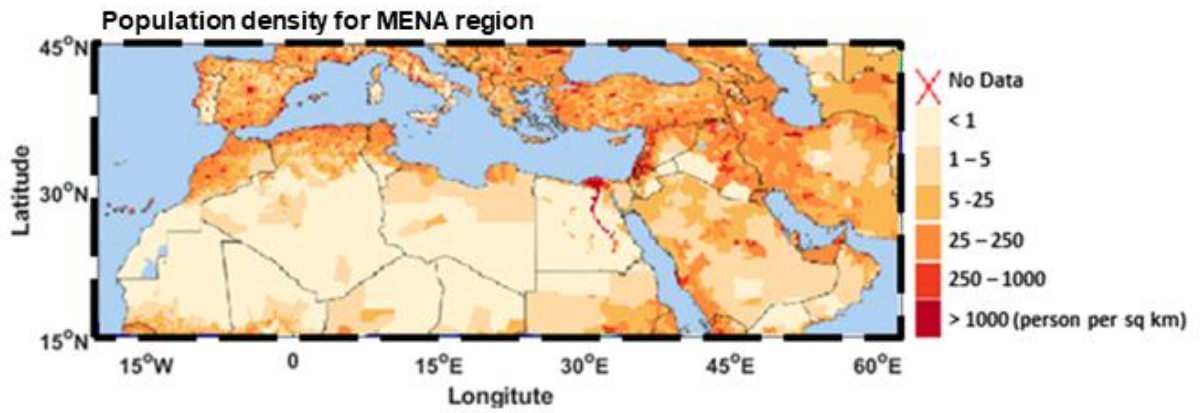 Population density for MENA region
45°N
30°N
15°N
Latitude
15°W
0
15°E
30°E
45°E
60°E
Longitute
No Data
< 1
1 – 5
5 -25
25 – 250
250 – 1000
> 1000 (person per sq km)